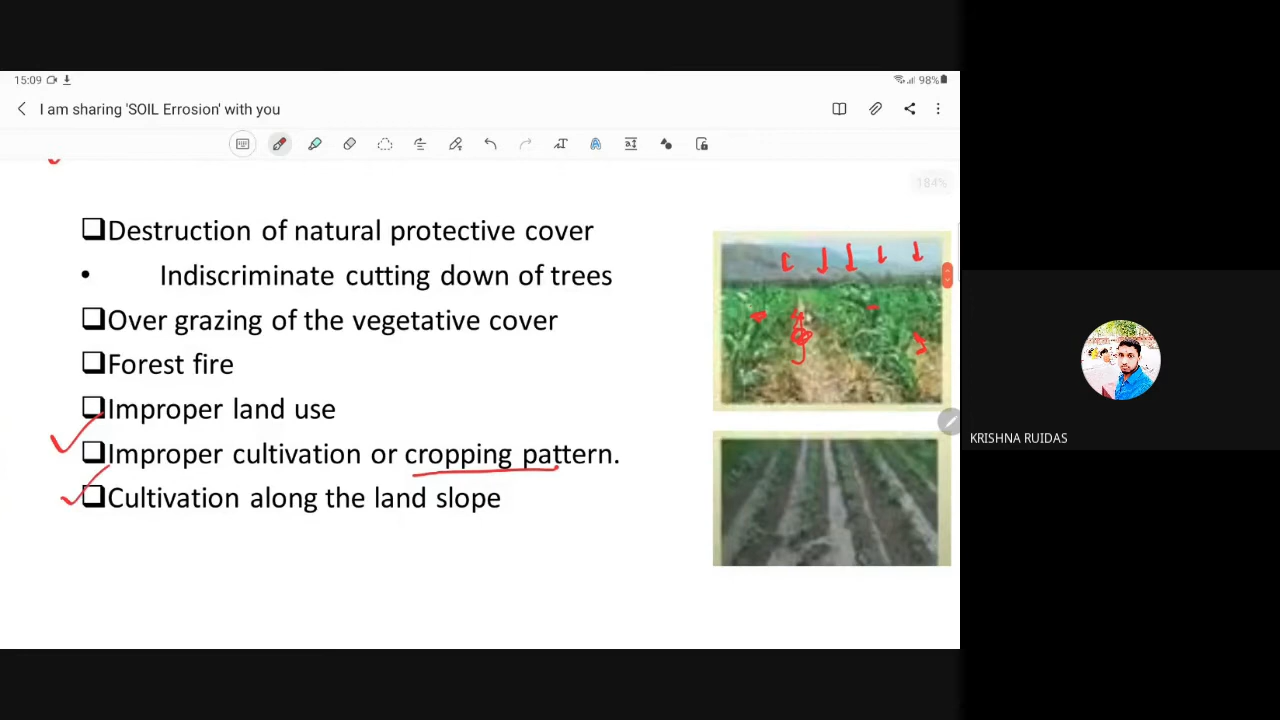 15:09
98%
I am sharing 'SOIL Errosion' with you
184%
Destruction of natural protective cover
Indiscriminate cutting down of trees
Over grazing of the vegetative cover
Forest fire
Improper land use
Improper cultivation or cropping pattern.
Cultivation along the land slope
KRISHNA RUIDAS